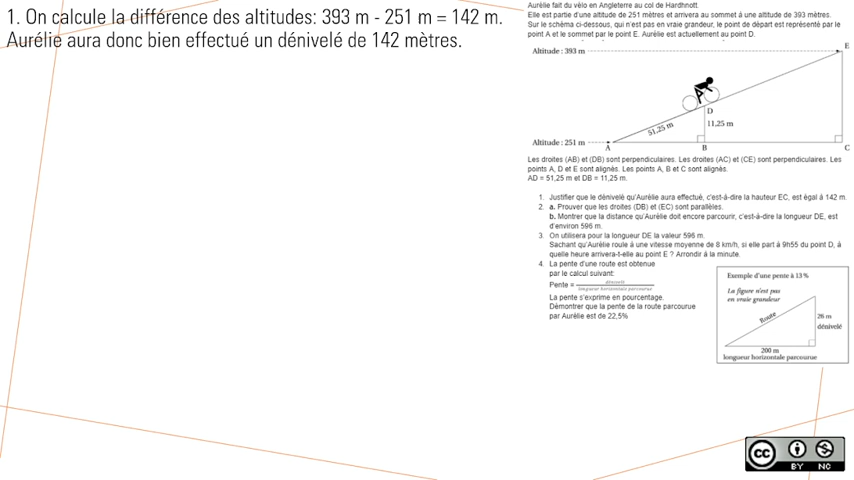 1. On calcule la différence des altitudes: 393 m - 251 m = 142 m.
Aurélie aura donc bien effectué un dénivelé de 142 mètres.
Aurélie fait du vélo en Angleterre au col de Hardhnott.
Elle est partie d'une altitude de 251 mètres et arrivera au sommet à une altitude de 393 mètres.
Sur le schéma ci-dessous, qui n'est pas en vraie grandeur, le point de départ est représenté par le
point A et le sommet par le point E. Aurélie est actuellement au point D.
Altitude : 393 m
E
D
51,25 m
11,25 m
Altitude : 251 m
A
B
C
Les droites (AB) et (DB) sont perpendiculaires. Les droites (AC) et (CE) sont perpendiculaires. Les
points A, D et E sont alignés. Les points A, B et C sont alignés.
AD = 51,25 m et DB = 11,25 m.
1. Justifier que le dénivelé qu'Aurélie aura effectué, c'est-à-dire la hauteur EC, est égal à 142 m.
2. a. Prouver que les droites (DB) et (EC) sont parallèles.
b. Montrer que la distance qu'Aurélie doit encore parcourir, c'est-à-dire la longueur DE, est
d'environ 596 m.
3. On utilisera pour la longueur DE la valeur 596 m.
Sachant qu'Aurélie roule à une vitesse moyenne de 8 km/h, si elle part à 9h55 du point D, à
quelle heure arrivera-t-elle au point E ? Arrondir à la minute.
4. La pente d'une route est obtenue
par le calcul suivant:
Pente = dénivelé
longueur horizontale parcourue
La pente s'exprime en pourcentage.
Démontrer que la pente de la route parcourue
par Aurélie est de 22,5%
Exemple d'une pente à 13 %
La figure n'est pas
en vraie grandeur
Route
26 m
dénivelé
200 m
longueur horizontale parcourue
cc
BY NC